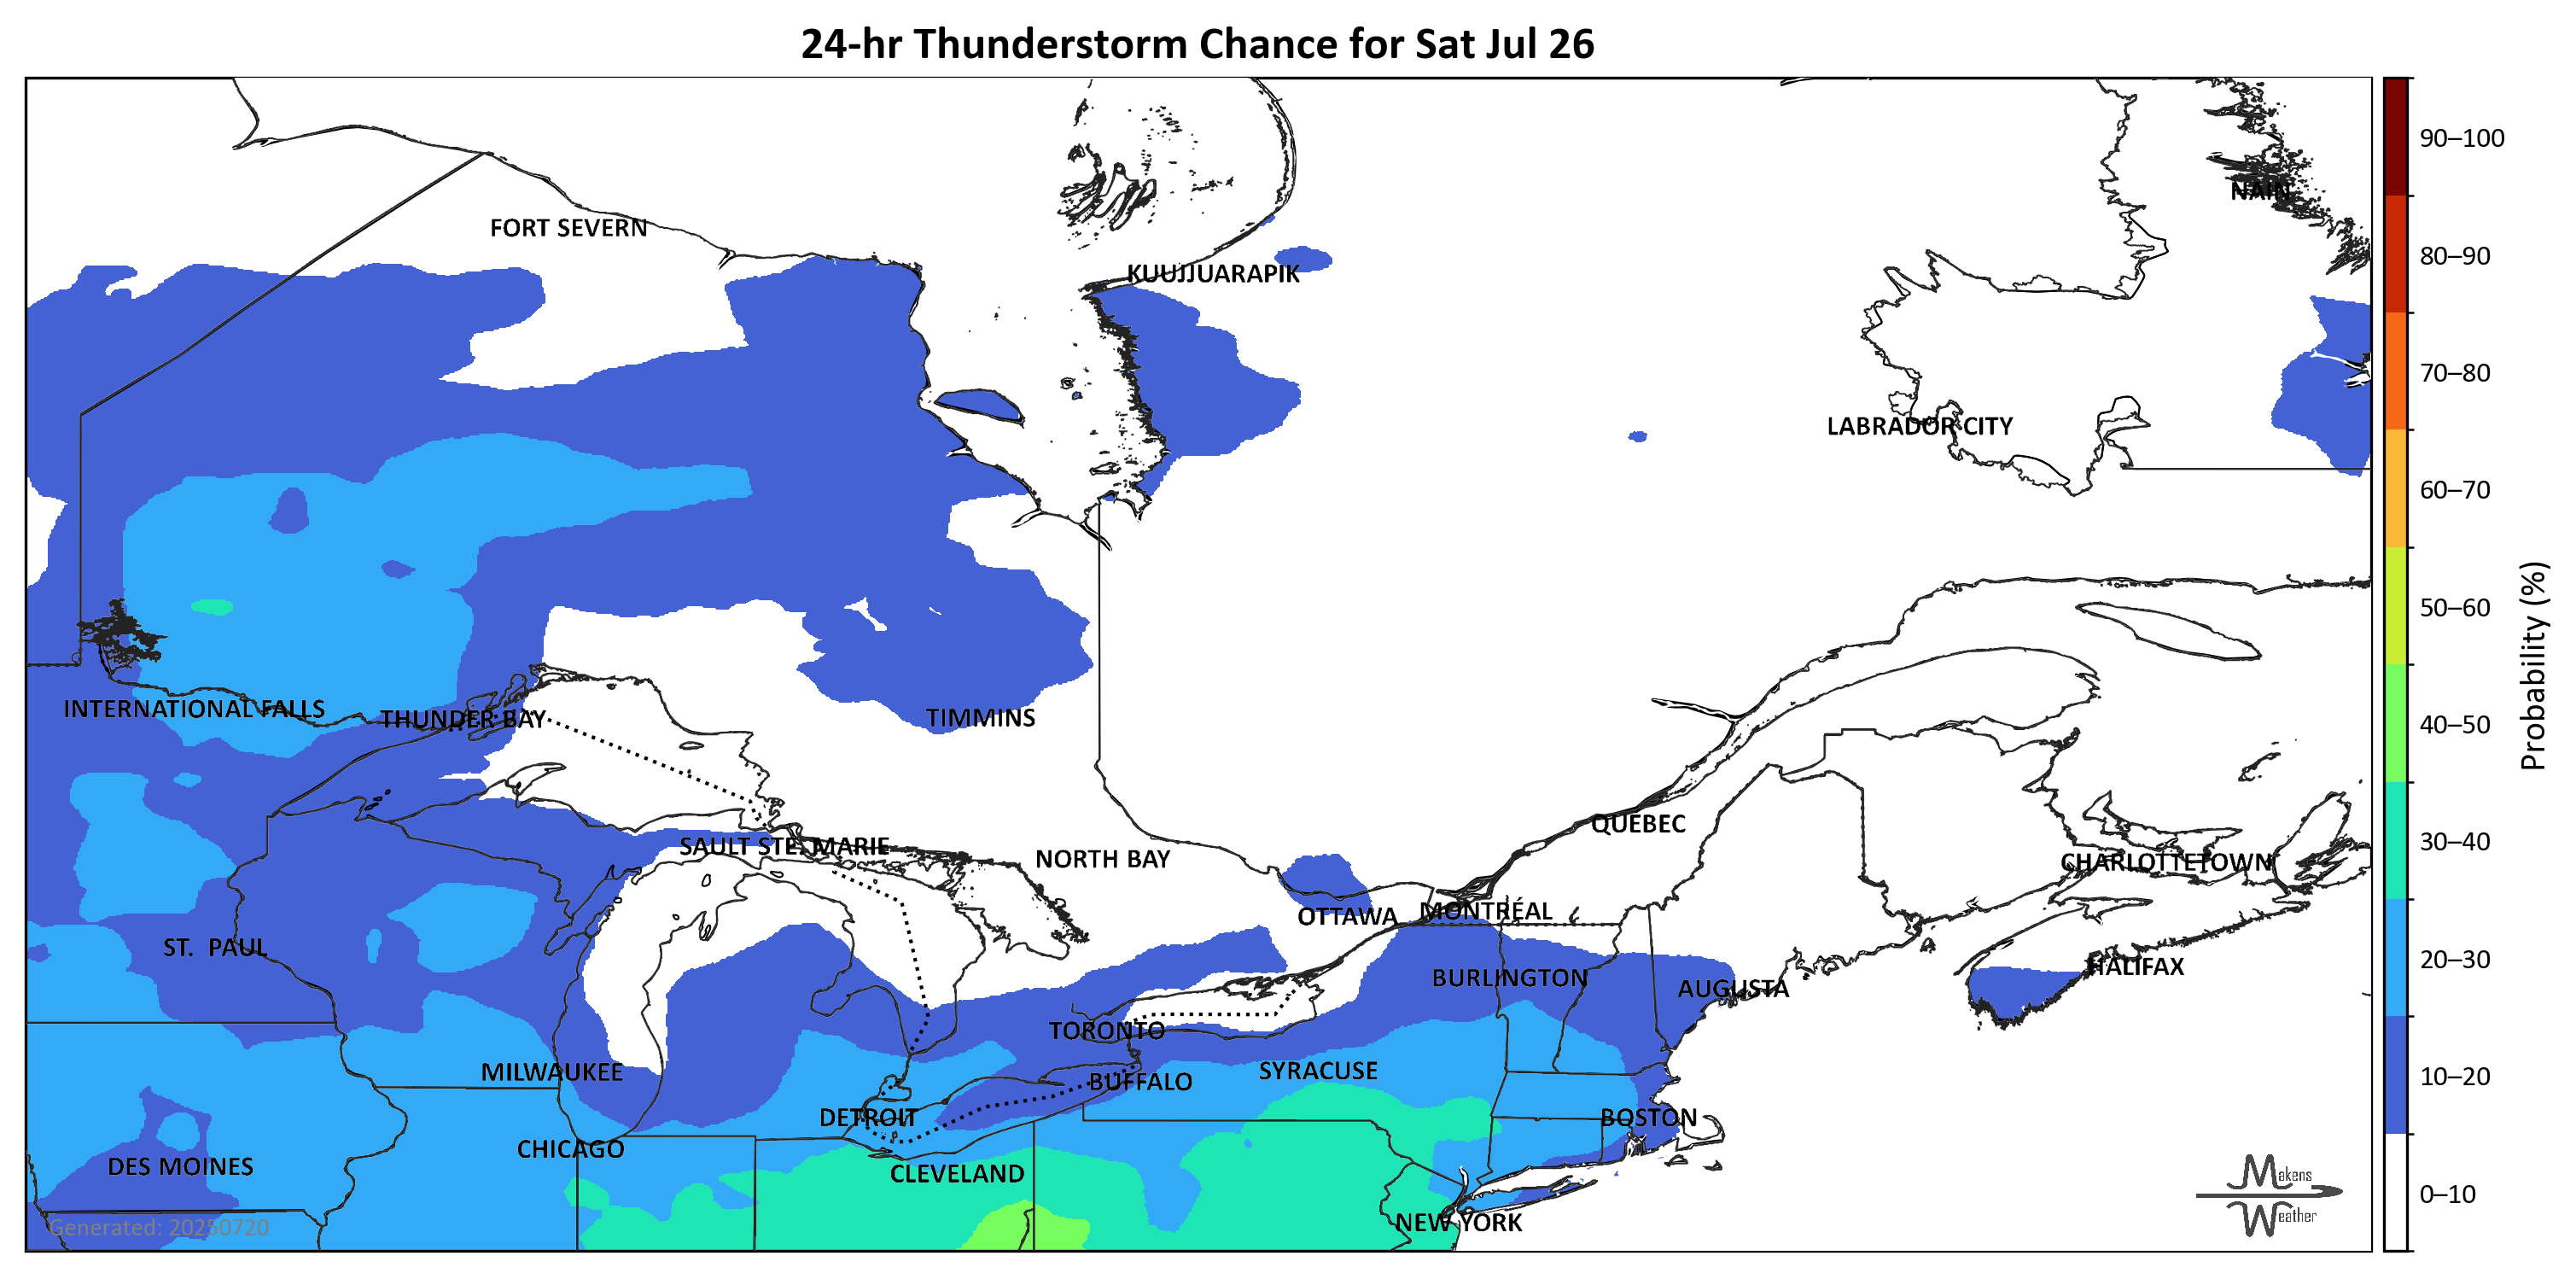 24-hr Thunderstorm Chance for Sat Jul 26
NAIN
FORT SEVERN
KUUJJUARAPIK
LABRADOR CITY
INTERNATIONAL FALLS
THUNDER BAY
TIMMINS
QUEBEC
SAULT STE. MARIE
NORTH BAY
CHARLOTTETOWN
OTTAWA
MONTRÉAL
ST. PAUL
HALIFAX
BURLINGTON
AUGUSTA
TORONTO
MILWAUKEE
SYRACUSE
BUFFALO
DETROIT
BOSTON
CHICAGO
DES MOINES
CLEVELAND
NEW YORK
Generated: 20250720
Makens
Weather
90–100
80–90
70–80
60–70
50–60
40–50
30–40
20–30
10–20
0–10
Probability (%)